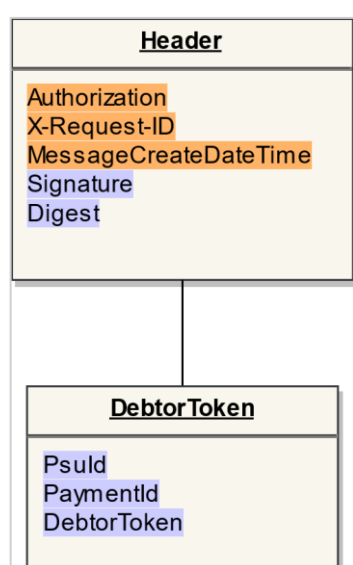 Header
Authorization
X-Request-ID
MessageCreateDateTime
Signature
Digest
DebtorToken
PsuId
PaymentId
DebtorToken